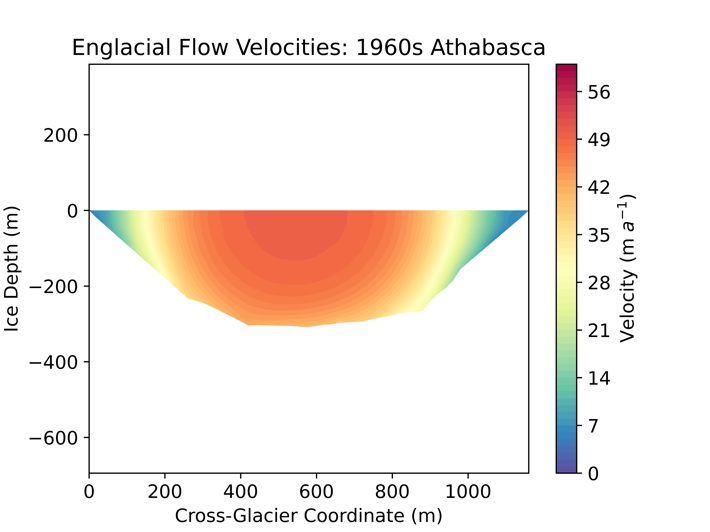 Englacial Flow Velocities: 1960s Athabasca
200
0
−200
−400
−600
Ice Depth (m)
0 200 400 600 800 1000
Cross-Glacier Coordinate (m)
56
49
42
35
28
21
14
7
0
Velocity (m a⁻¹)